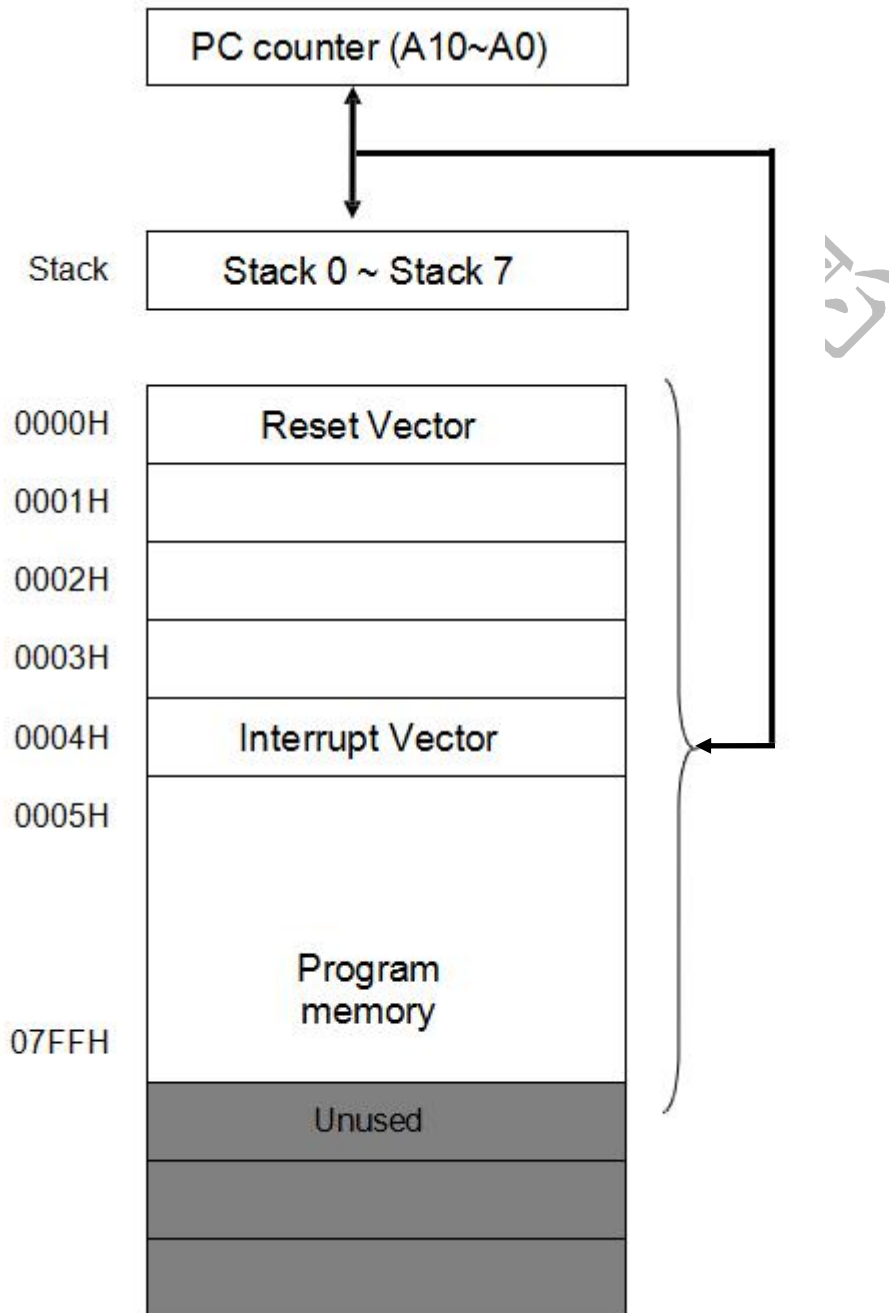 PC counter (A10~A0)
Stack
Stack 0 ~ Stack 7
0000H
Reset Vector
0001H
0002H
0003H
0004H
Interrupt Vector
0005H
Program
memory
07FFH
Unused